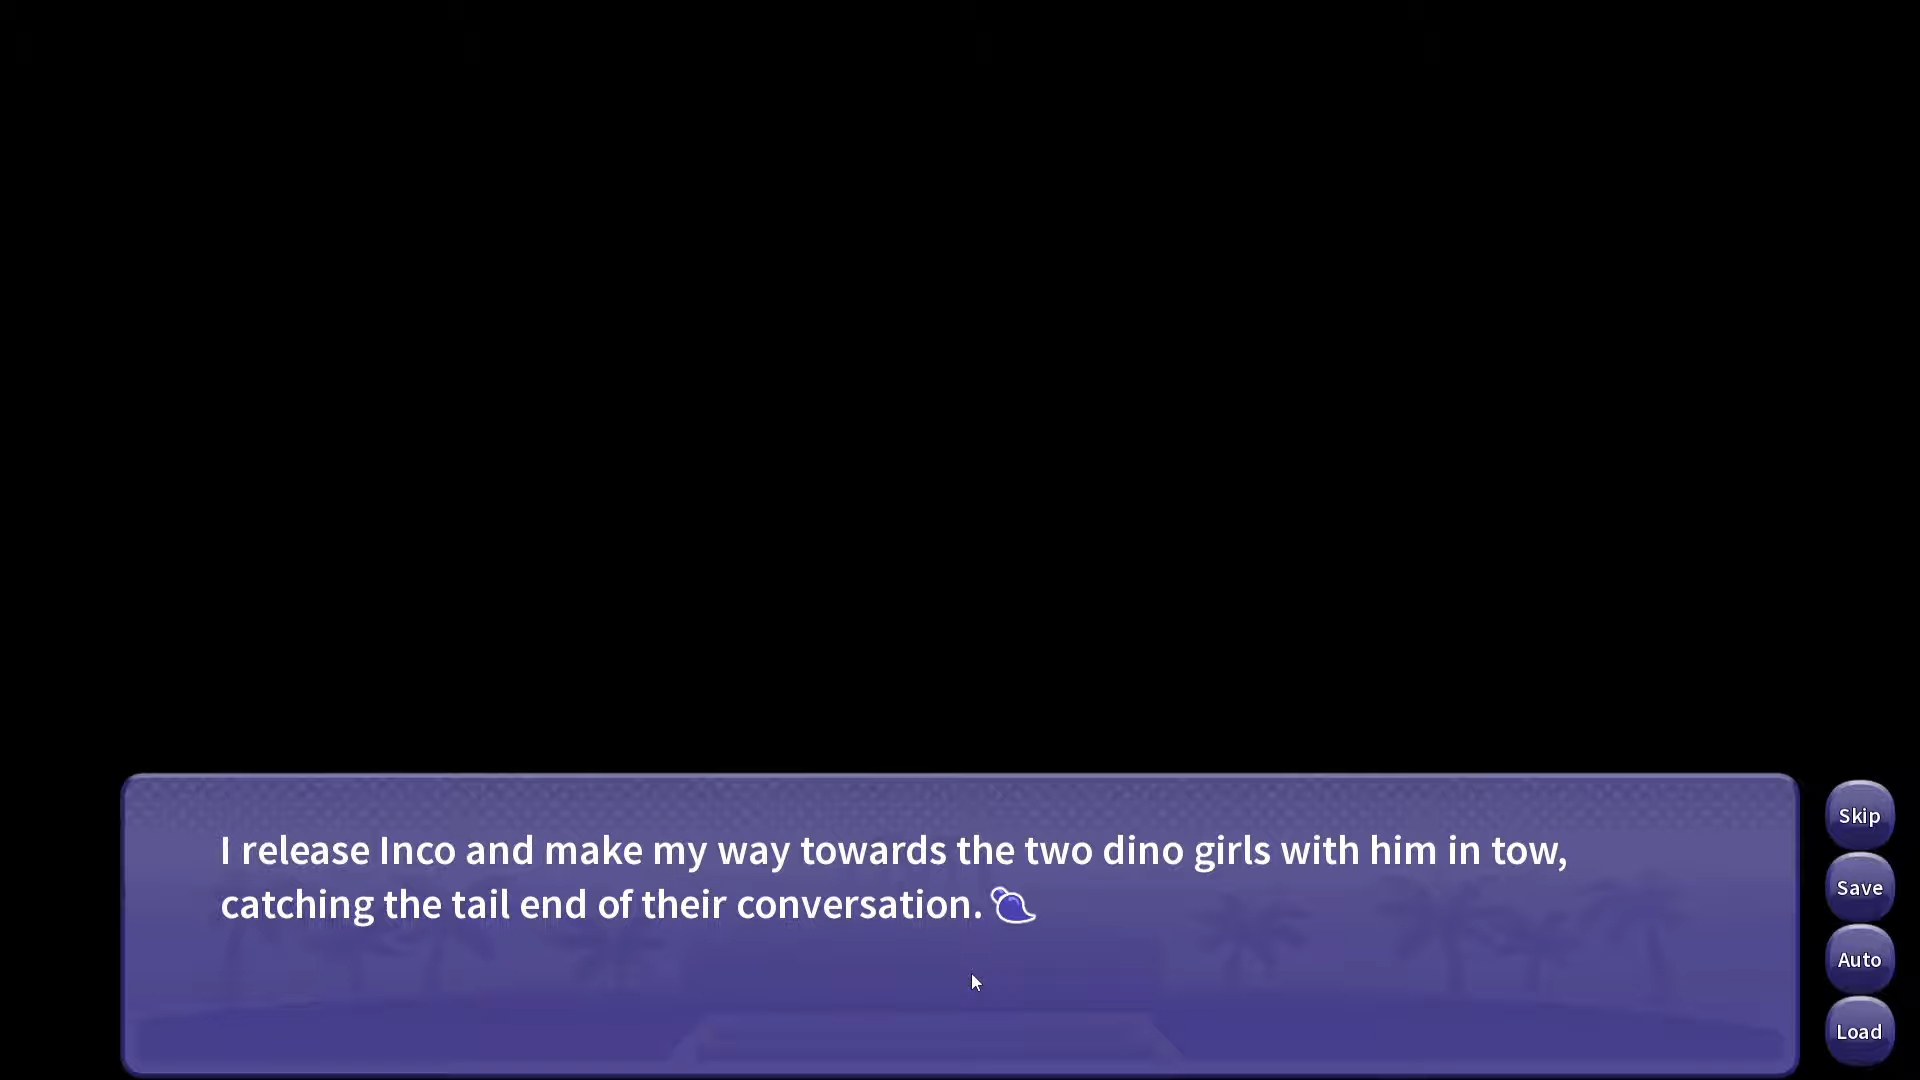 I release Inco and make my way towards the two dino girls with him in tow,
catching the tail end of their conversation.
Skip
Save
Auto
Load